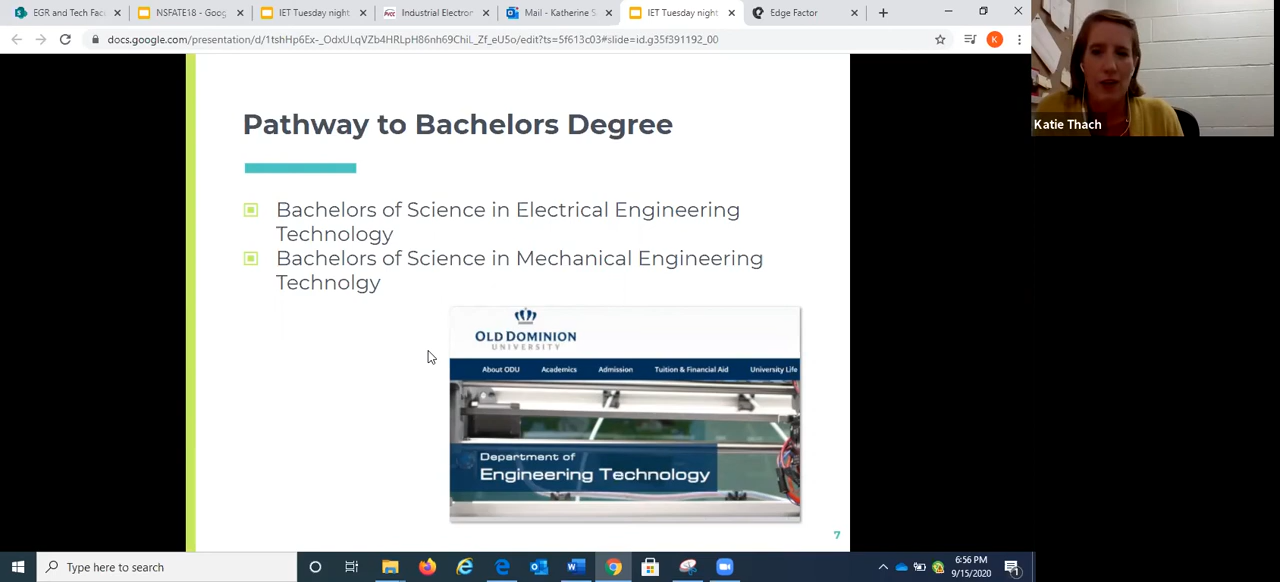 EGR and Tech Fac
NSFATE18 - Goog
IET Tuesday night
Industrial Electron
Mail - Katherine S
IET Tuesday night
Edge Factor
docs.google.com/presentation/d/1tshHp6Ex-_OdxULqVZb4HRLpH86nh69ChiL_Zf_eU5o/edit?ts=5f613c03#slide=id.g35f391192_00
K
Katie Thach
Pathway to Bachelors Degree
Bachelors of Science in Electrical Engineering
Technology
Bachelors of Science in Mechanical Engineering
Technolgy
OLD DOMINION
UNIVERSITY
About ODU Academics Admission Tuition & Financial Aid University Life
Department of
Engineering Technology
7
Type here to search
6:56 PM
9/15/2020
1